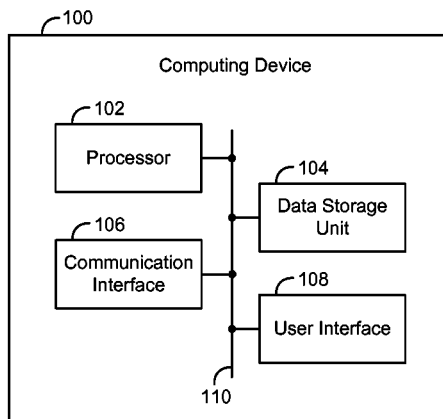 100
Computing Device
102
Processor
104
Data Storage
Unit
106
Communication
Interface
108
User Interface
110